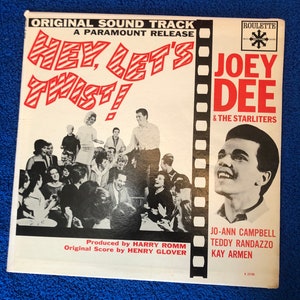 ORIGINAL SOUND TRACK
A PARAMOUNT RELEASE
HEY, LET'S
TWIST!
ROULETTE
JOEY
DEE
& THE STARLITERS
JO-ANN CAMPBELL
TEDDY RANDAZZO
KAY ARMEN
Produced by HARRY ROMM
Original Score by HENRY GLOVER